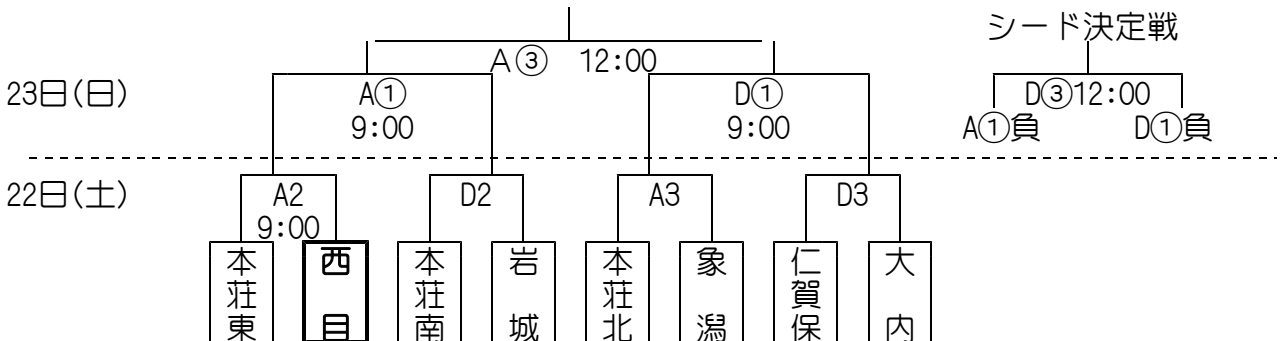 シード決定戦
A③ 12:00
23日(日)
A①
9:00
D①
9:00
D③12:00
A①負 D①負
22日(土)
A2
9:00
D2
A3
D3
本荘東
西目
本荘南
岩城
本荘北
象潟
仁賀保
大内